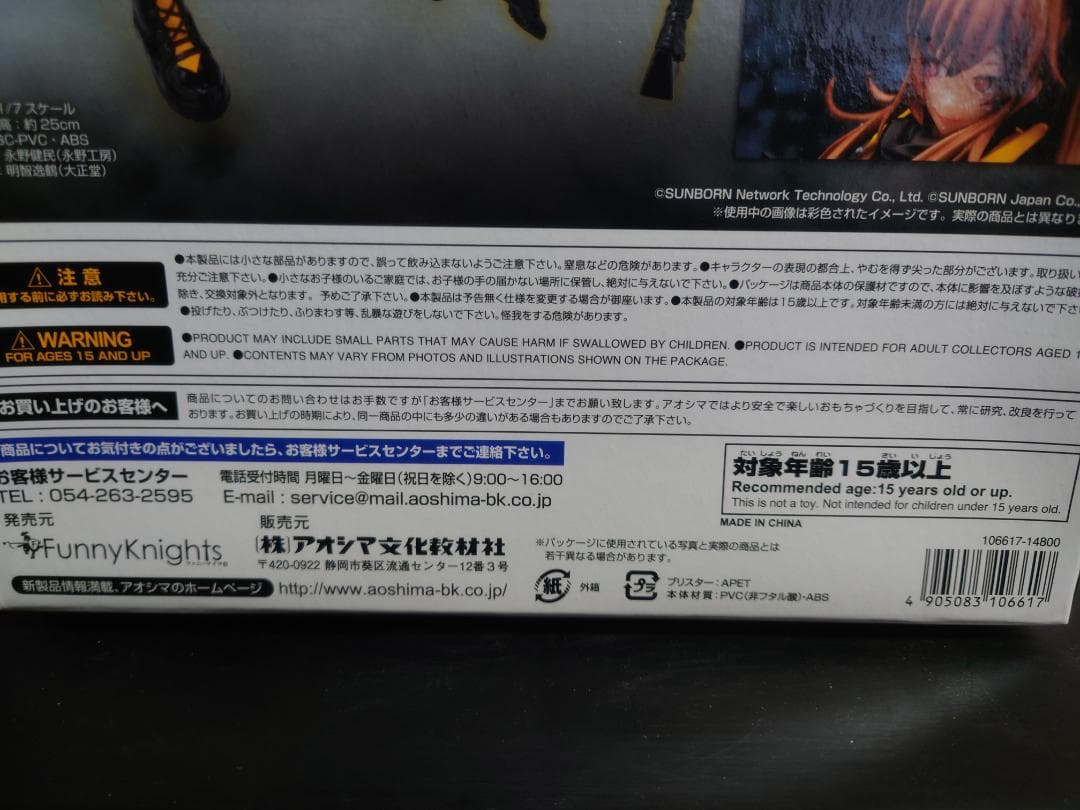 1/7 スケール
高：約25cm
BC-PVC・ABS
永野健民(永野工房)
明智逸鶴(大正堂)
©SUNBORN Network Technology Co., Ltd. ©SUNBORN Japan Co.,
※使用中の画像は彩色されたイメージです。実際の商品とは異なり
⚠注意
用する前に必ずお読み下さい。
●本製品には小さな部品がありますので、誤って飲み込まないようご注意下さい。窒息などの危険があります。●キャラクターの表現の都合上、やむを得ず尖った部分がございます。取り扱い
充分ご注意下さい。●小さなお子様のいるご家庭では、お子様の手の届かない場所に保管し、絶対に与えないで下さい。●パッケージは商品本体の保護材ですので、本体に影響を及ぼすような破損
除き、交換対象外となります。予めご了承下さい。●本製品は予告無く仕様を変更する場合が御座います。●本製品の対象年齢は15歳以上です。対象年齢未満の方には絶対に与えないで下さ
●投げたり、ぶつけたり、ふりまわす等、乱暴な遊びをしないで下さい。怪我をする危険があります。
⚠WARNING
FOR AGES 15 AND UP
●PRODUCT MAY INCLUDE SMALL PARTS THAT MAY CAUSE HARM IF SWALLOWED BY CHILDREN. ●PRODUCT IS INTENDED FOR ADULT COLLECTORS AGED 1
AND UP. ●CONTENTS MAY VARY FROM PHOTOS AND ILLUSTRATIONS SHOWN ON THE PACKAGE.
お買い上げのお客様へ
商品についてのお問い合わせはお手数ですが「お客様サービスセンター」までお願い致します。アオシマではより安全で楽しいおもちゃづくりを目指して、常に研究、改良を行って
おります。お買い上げの時期により、同一商品の中にも多少の違いがある場合もありますのでご了承下さい。
商品についてお気付きの点がございましたら、お客様サービスセンターまでご連絡下さい。
お客様サービスセンター 電話受付時間 月曜日～金曜日(祝日を除く)9:00～16:00
TEL：054-263-2595 E-mail：service@mail.aoshima-bk.co.jp
たいしょうねんれい さいいじょう
対象年齢15歳以上
Recommended age:15 years old or up.
This is not a toy. Not intended for children under 15 years old.
MADE IN CHINA
発売元
FunnyKnights
ファニーナイツ
販売元
(株)アオシマ文化教材社
〒420-0922 静岡市葵区流通センター12番3号
新製品情報満載、アオシマのホームページ http://www.aoshima-bk.co.jp/
※パッケージに使用されている写真と実際の商品とは
若干異なる場合があります。
紙 外箱
プラ ブリスター：APET
本体材質：PVC(非フタル酸)・ABS
106617-14800
4 905083 106617